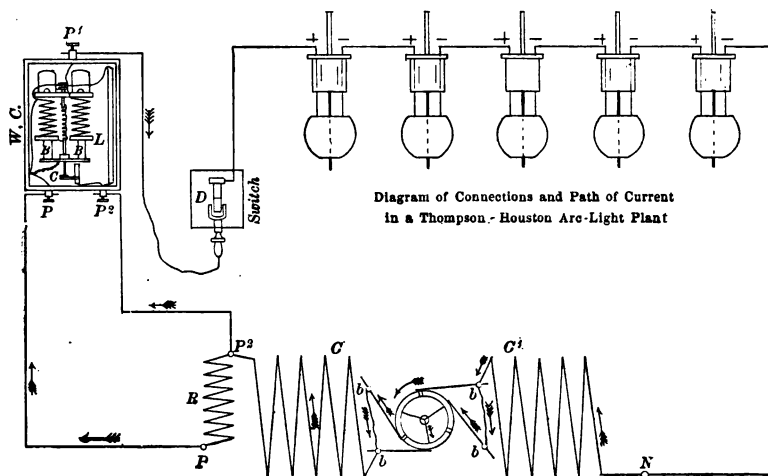 P¹
+ - + - + - + - + -
W. C.
L
B B
C
P P²
D
Switch
Diagram of Connections and Path of Current
in a Thompson - Houston Arc-Light Plant
P²
R
P
C C¹
b b
b b
N